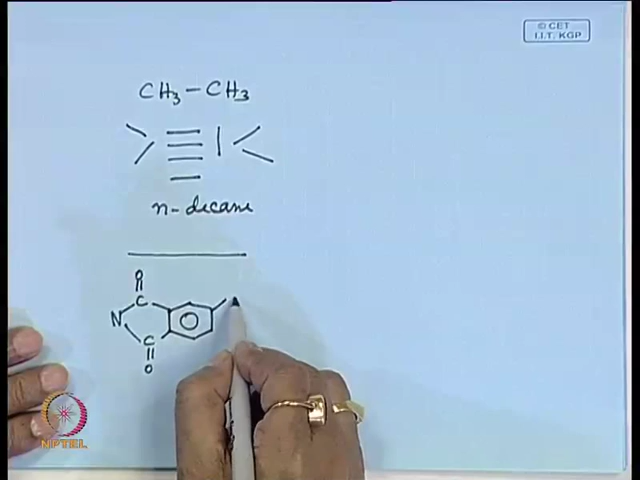 © CET
I.I.T. KGP
CH3-CH3
n-decane
O
C
N
C
O
NPTEL